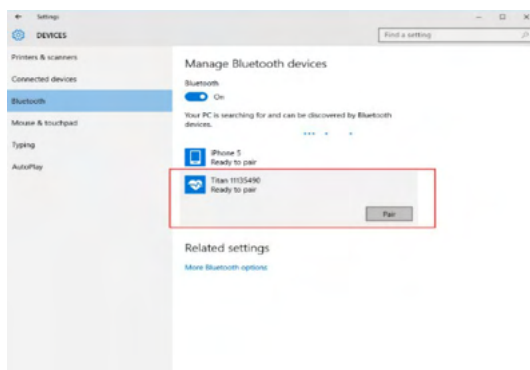 Settings
DEVICES
Find a setting
Printers & scanners
Connected devices
Bluetooth
Mouse & touchpad
Typing
AutoPlay
Manage Bluetooth devices
Bluetooth
On
Your PC is searching for and can be discovered by Bluetooth
devices.
iPhone 5
Ready to pair
Titan 11135490
Ready to pair
Pair
Related settings
More Bluetooth options